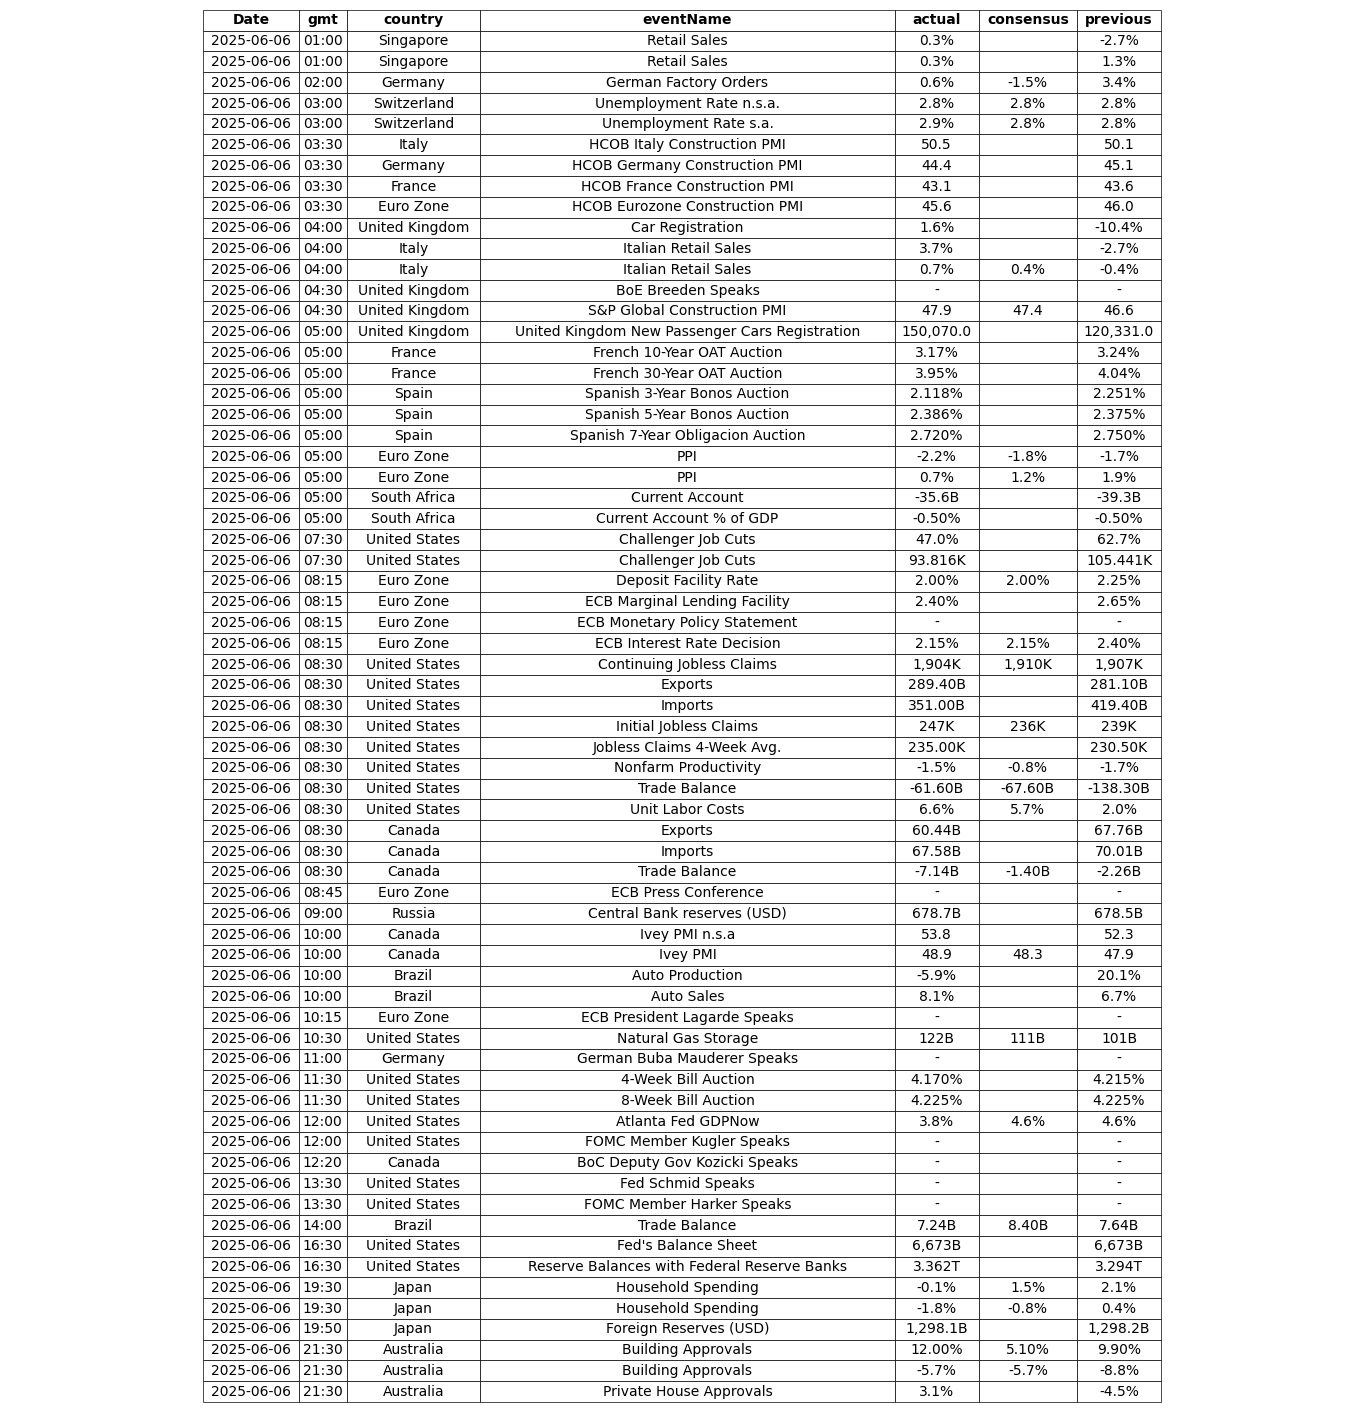 Date gmt country eventName actual consensus previous
2025-06-06 01:00 Singapore Retail Sales 0.3% -2.7%
2025-06-06 01:00 Singapore Retail Sales 0.3% 1.3%
2025-06-06 02:00 Germany German Factory Orders 0.6% -1.5% 3.4%
2025-06-06 03:00 Switzerland Unemployment Rate n.s.a. 2.8% 2.8% 2.8%
2025-06-06 03:00 Switzerland Unemployment Rate s.a. 2.9% 2.8% 2.8%
2025-06-06 03:30 Italy HCOB Italy Construction PMI 50.5 50.1
2025-06-06 03:30 Germany HCOB Germany Construction PMI 44.4 45.1
2025-06-06 03:30 France HCOB France Construction PMI 43.1 43.6
2025-06-06 03:30 Euro Zone HCOB Eurozone Construction PMI 45.6 46.0
2025-06-06 04:00 United Kingdom Car Registration 1.6% -10.4%
2025-06-06 04:00 Italy Italian Retail Sales 3.7% -2.7%
2025-06-06 04:00 Italy Italian Retail Sales 0.7% 0.4% -0.4%
2025-06-06 04:30 United Kingdom BoE Breeden Speaks - -
2025-06-06 04:30 United Kingdom S&P Global Construction PMI 47.9 47.4 46.6
2025-06-06 05:00 United Kingdom United Kingdom New Passenger Cars Registration 150,070.0 120,331.0
2025-06-06 05:00 France French 10-Year OAT Auction 3.17% 3.24%
2025-06-06 05:00 France French 30-Year OAT Auction 3.95% 4.04%
2025-06-06 05:00 Spain Spanish 3-Year Bonos Auction 2.118% 2.251%
2025-06-06 05:00 Spain Spanish 5-Year Bonos Auction 2.386% 2.375%
2025-06-06 05:00 Spain Spanish 7-Year Obligacion Auction 2.720% 2.750%
2025-06-06 05:00 Euro Zone PPI -2.2% -1.8% -1.7%
2025-06-06 05:00 Euro Zone PPI 0.7% 1.2% 1.9%
2025-06-06 05:00 South Africa Current Account -35.6B -39.3B
2025-06-06 05:00 South Africa Current Account % of GDP -0.50% -0.50%
2025-06-06 07:30 United States Challenger Job Cuts 47.0% 62.7%
2025-06-06 07:30 United States Challenger Job Cuts 93.816K 105.441K
2025-06-06 08:15 Euro Zone Deposit Facility Rate 2.00% 2.00% 2.25%
2025-06-06 08:15 Euro Zone ECB Marginal Lending Facility 2.40% 2.65%
2025-06-06 08:15 Euro Zone ECB Monetary Policy Statement - -
2025-06-06 08:15 Euro Zone ECB Interest Rate Decision 2.15% 2.15% 2.40%
2025-06-06 08:30 United States Continuing Jobless Claims 1,904K 1,910K 1,907K
2025-06-06 08:30 United States Exports 289.40B 281.10B
2025-06-06 08:30 United States Imports 351.00B 419.40B
2025-06-06 08:30 United States Initial Jobless Claims 247K 236K 239K
2025-06-06 08:30 United States Jobless Claims 4-Week Avg. 235.00K 230.50K
2025-06-06 08:30 United States Nonfarm Productivity -1.5% -0.8% -1.7%
2025-06-06 08:30 United States Trade Balance -61.60B -67.60B -138.30B
2025-06-06 08:30 United States Unit Labor Costs 6.6% 5.7% 2.0%
2025-06-06 08:30 Canada Exports 60.44B 67.76B
2025-06-06 08:30 Canada Imports 67.58B 70.01B
2025-06-06 08:30 Canada Trade Balance -7.14B -1.40B -2.26B
2025-06-06 08:45 Euro Zone ECB Press Conference - -
2025-06-06 09:00 Russia Central Bank reserves (USD) 678.7B 678.5B
2025-06-06 10:00 Canada Ivey PMI n.s.a 53.8 52.3
2025-06-06 10:00 Canada Ivey PMI 48.9 48.3 47.9
2025-06-06 10:00 Brazil Auto Production -5.9% 20.1%
2025-06-06 10:00 Brazil Auto Sales 8.1% 6.7%
2025-06-06 10:15 Euro Zone ECB President Lagarde Speaks - -
2025-06-06 10:30 United States Natural Gas Storage 122B 111B 101B
2025-06-06 11:00 Germany German Buba Mauderer Speaks - -
2025-06-06 11:30 United States 4-Week Bill Auction 4.170% 4.215%
2025-06-06 11:30 United States 8-Week Bill Auction 4.225% 4.225%
2025-06-06 12:00 United States Atlanta Fed GDPNow 3.8% 4.6% 4.6%
2025-06-06 12:00 United States FOMC Member Kugler Speaks - -
2025-06-06 12:20 Canada BoC Deputy Gov Kozicki Speaks - -
2025-06-06 13:30 United States Fed Schmid Speaks - -
2025-06-06 13:30 United States FOMC Member Harker Speaks - -
2025-06-06 14:00 Brazil Trade Balance 7.24B 8.40B 7.64B
2025-06-06 16:30 United States Fed's Balance Sheet 6,673B 6,673B
2025-06-06 16:30 United States Reserve Balances with Federal Reserve Banks 3.362T 3.294T
2025-06-06 19:30 Japan Household Spending -0.1% 1.5% 2.1%
2025-06-06 19:30 Japan Household Spending -1.8% -0.8% 0.4%
2025-06-06 19:50 Japan Foreign Reserves (USD) 1,298.1B 1,298.2B
2025-06-06 21:30 Australia Building Approvals 12.00% 5.10% 9.90%
2025-06-06 21:30 Australia Building Approvals -5.7% -5.7% -8.8%
2025-06-06 21:30 Australia Private House Approvals 3.1% -4.5%